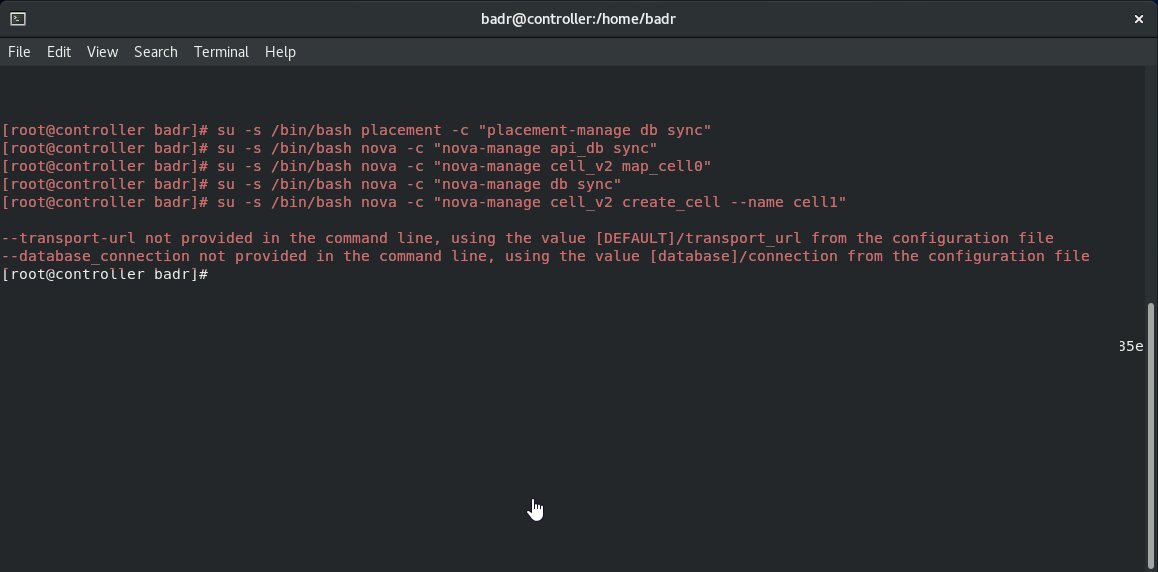 badr@controller:/home/badr
File Edit View Search Terminal Help
[root@controller badr]# su -s /bin/bash placement -c "placement-manage db sync"
[root@controller badr]# su -s /bin/bash nova -c "nova-manage api_db sync"
[root@controller badr]# su -s /bin/bash nova -c "nova-manage cell_v2 map_cell0"
[root@controller badr]# su -s /bin/bash nova -c "nova-manage db sync"
[root@controller badr]# su -s /bin/bash nova -c "nova-manage cell_v2 create_cell --name cell1"
--transport-url not provided in the command line, using the value [DEFAULT]/transport_url from the configuration file
--database_connection not provided in the command line, using the value [database]/connection from the configuration file
[root@controller badr]#
35e